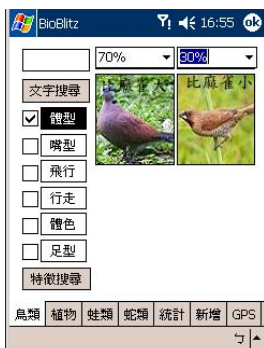 BioBlitz 16:55 ok
70% 30%
比麻雀大 比麻雀小
文字搜尋
體型
嘴型
飛行
行走
體色
足型
特徵搜尋
鳥類 植物 蛙類 蛇類 統計 新增 GPS